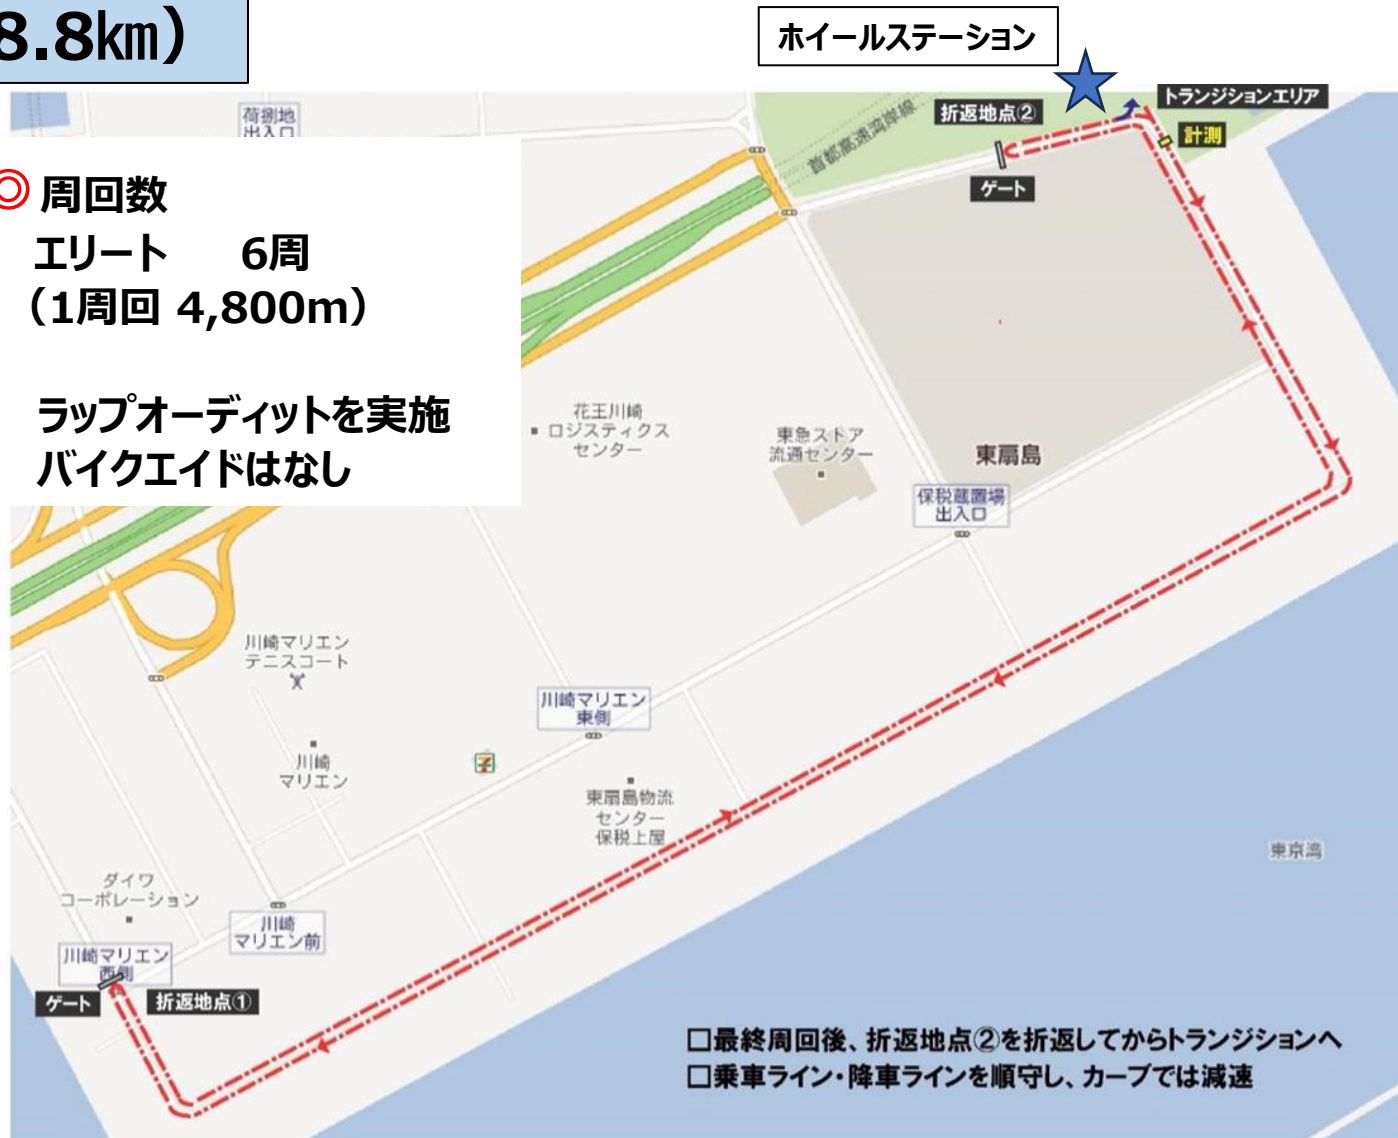 8.8㎞）
ホイールステーション
トランジションエリア
折返地点②
計測
ゲート
首都高速湾岸線
荷捌地
出入口
◎周回数
エリート 6周
（1周回 4,800m）
ラップオーディットを実施
バイクエイドはなし
花王川崎
ロジスティクス
センター
東急ストア
流通センター
東扇島
保税蔵置場
出入口
川崎マリエン
テニスコート
川崎
マリエン
川崎マリエン
東側
7
東扇島物流
センター
保税上屋
東京湾
ダイワ
コーポレーション
川崎
マリエン前
川崎マリエン
西側
ゲート
折返地点①
□最終周回後、折返地点②を折返してからトランジションへ
□乗車ライン・降車ラインを順守し、カーブでは減速